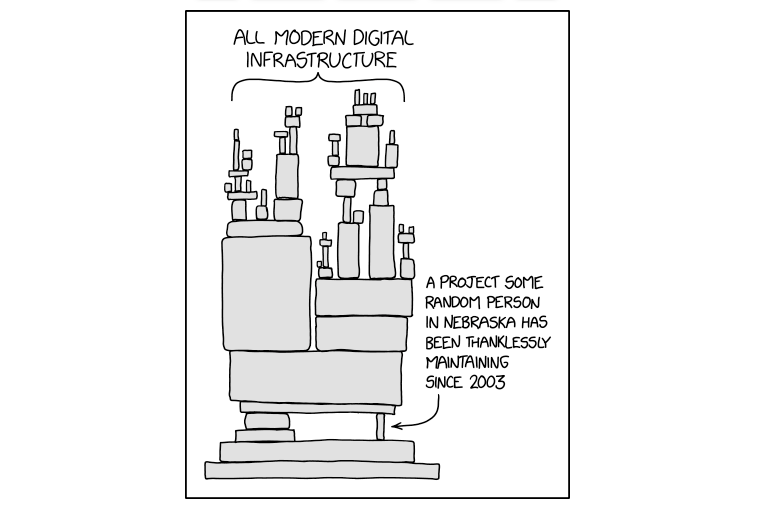 ALL MODERN DIGITAL
INFRASTRUCTURE
A PROJECT SOME
RANDOM PERSON
IN NEBRASKA HAS
BEEN THANKLESSLY
MAINTAINING
SINCE 2003